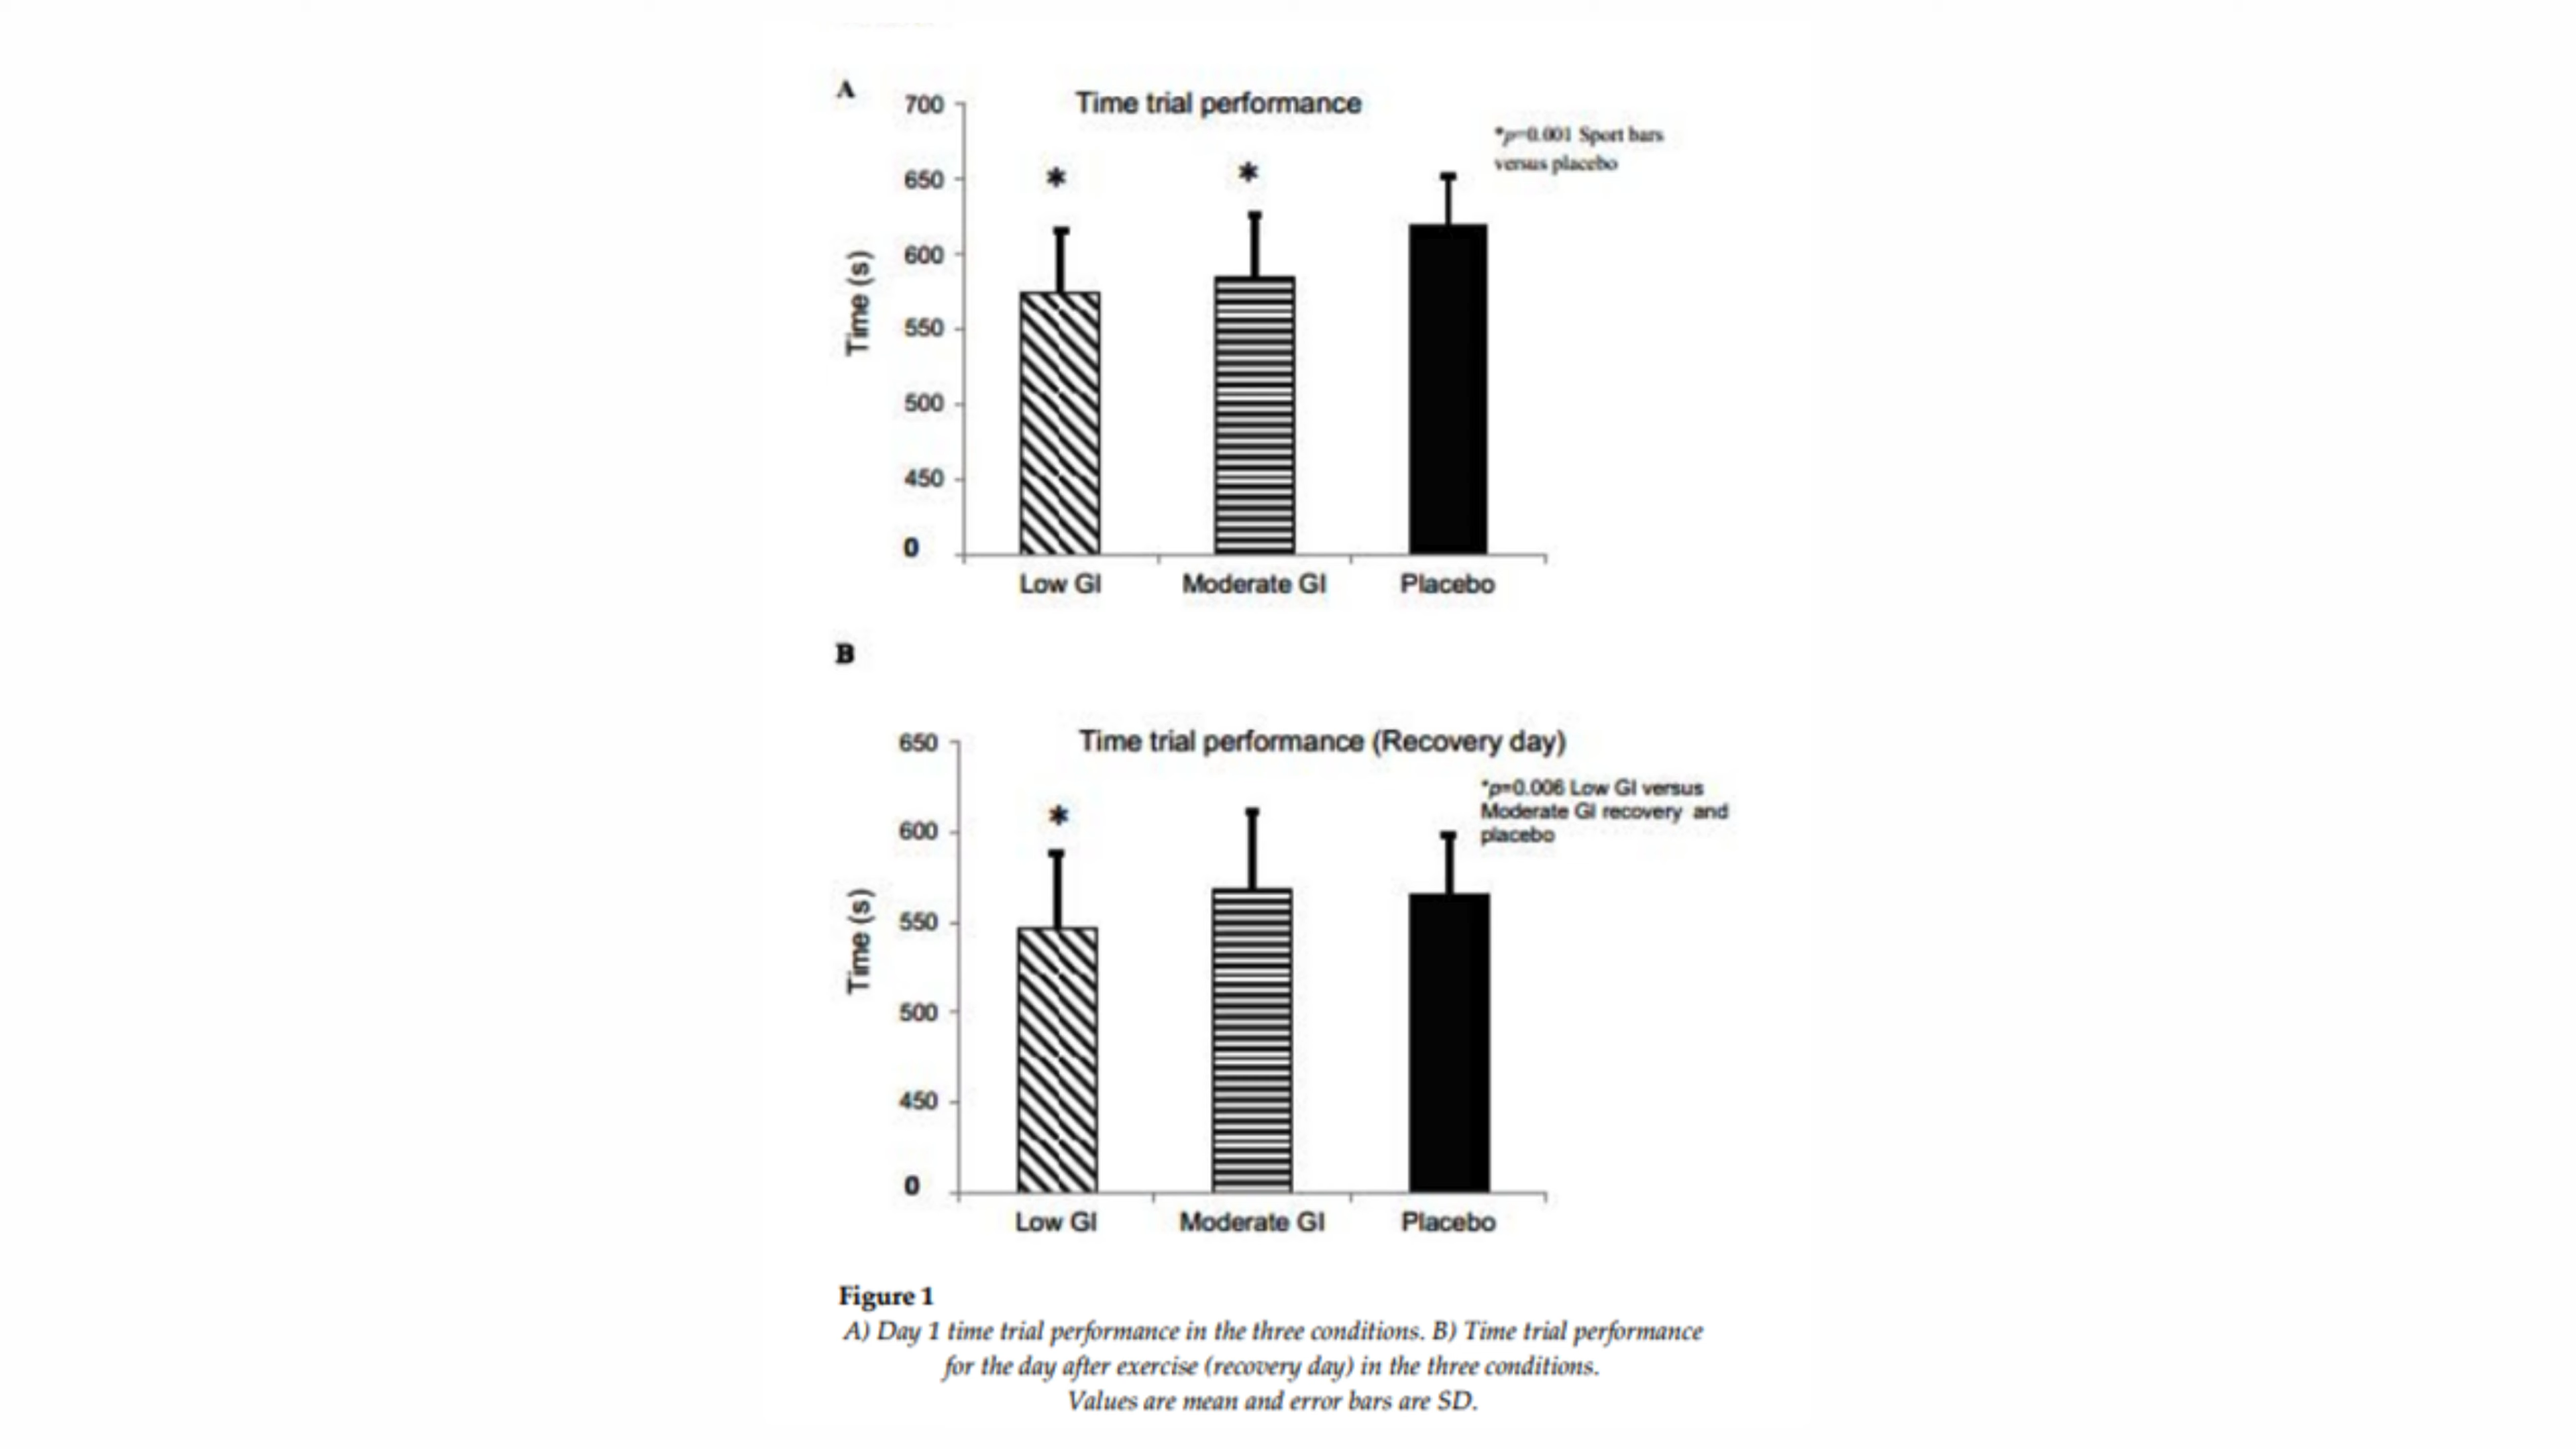 A
Time trial performance
700
650
600
550
500
450
0
Time (s)
*
*
*p=0.001 Sport bars
versus placebo
Low GI
Moderate GI
Placebo
B
Time trial performance (Recovery day)
650
600
550
500
450
0
Time (s)
*
*p=0.006 Low GI versus
Moderate GI recovery and
placebo
Low GI
Moderate GI
Placebo
Figure 1
A) Day 1 time trial performance in the three conditions. B) Time trial performance
for the day after exercise (recovery day) in the three conditions.
Values are mean and error bars are SD.